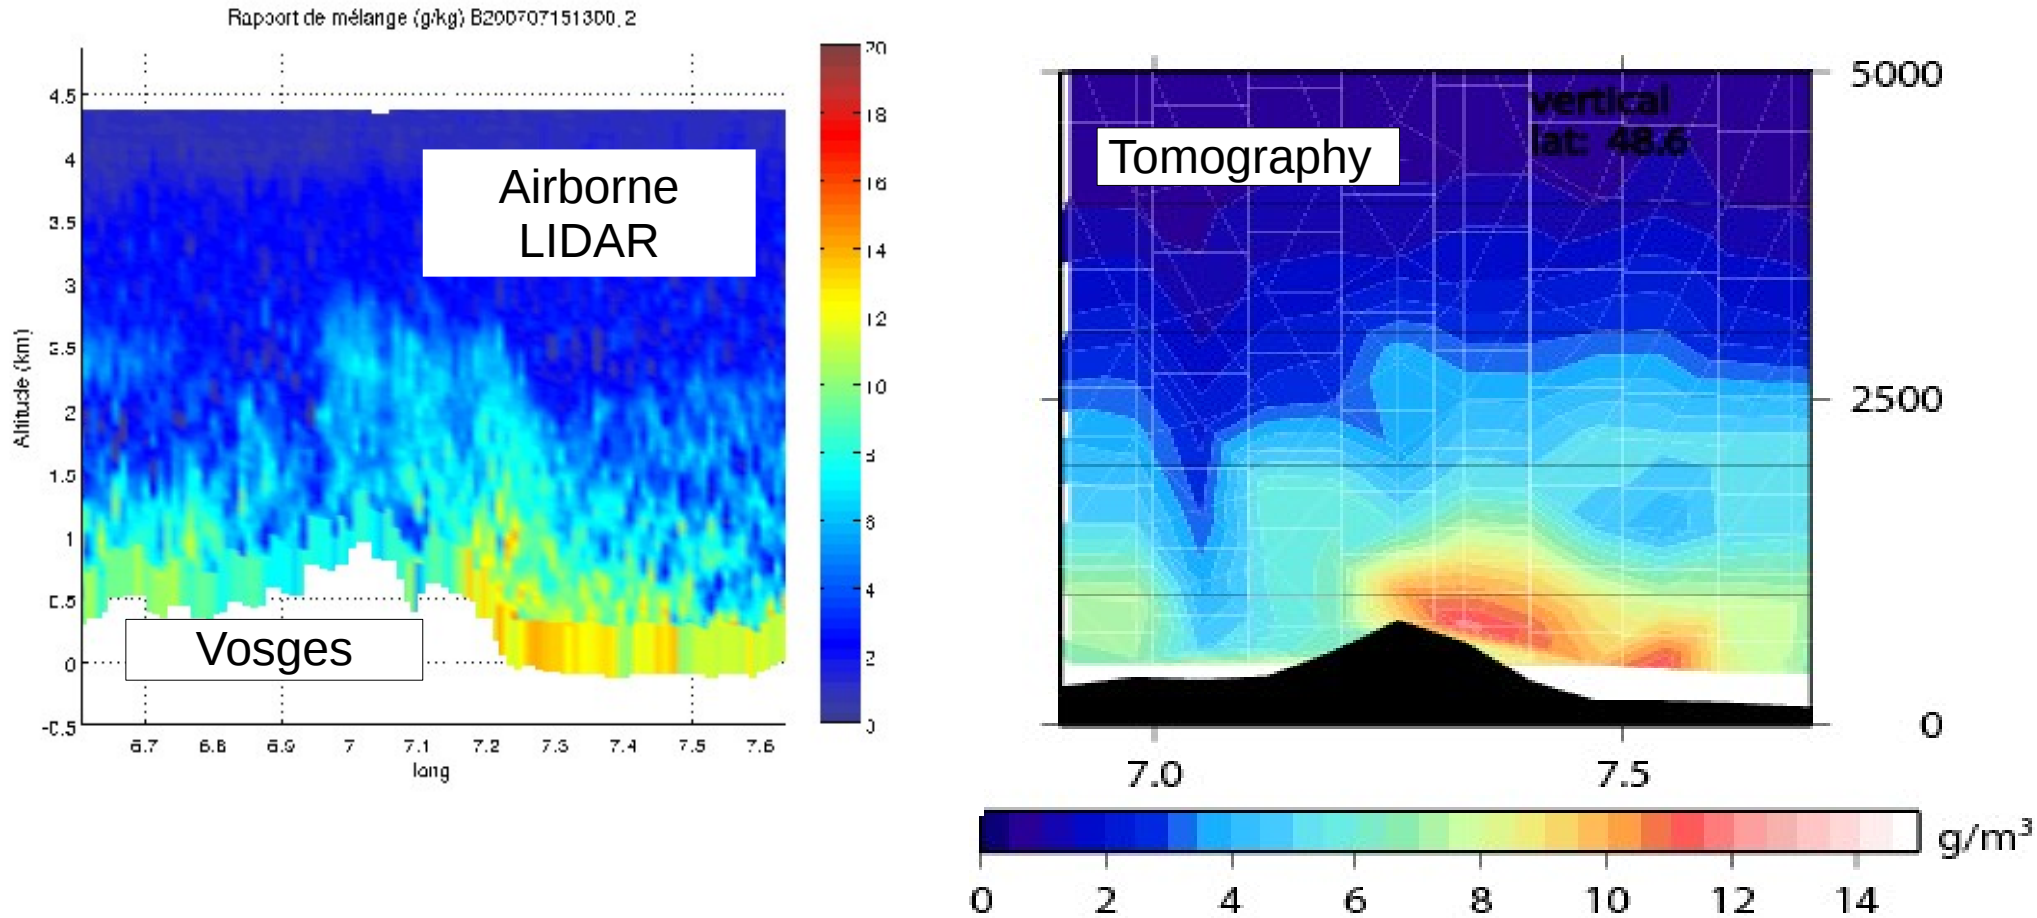 Rapport de mélange (g/kg) B200707151300_2
Airborne
LIDAR
Vosges
Altitude (km)
4.5
4
3.5
3
2.5
2
1.5
1
0.5
0
-0.5
6.7 6.8 6.9 7 7.1 7.2 7.3 7.4 7.5 7.6
long
20
18
16
14
12
10
8
6
4
2
0
Tomography
vertical
lat: 48.6
5000
2500
0
7.0 7.5
g/m³
0 2 4 6 8 10 12 14